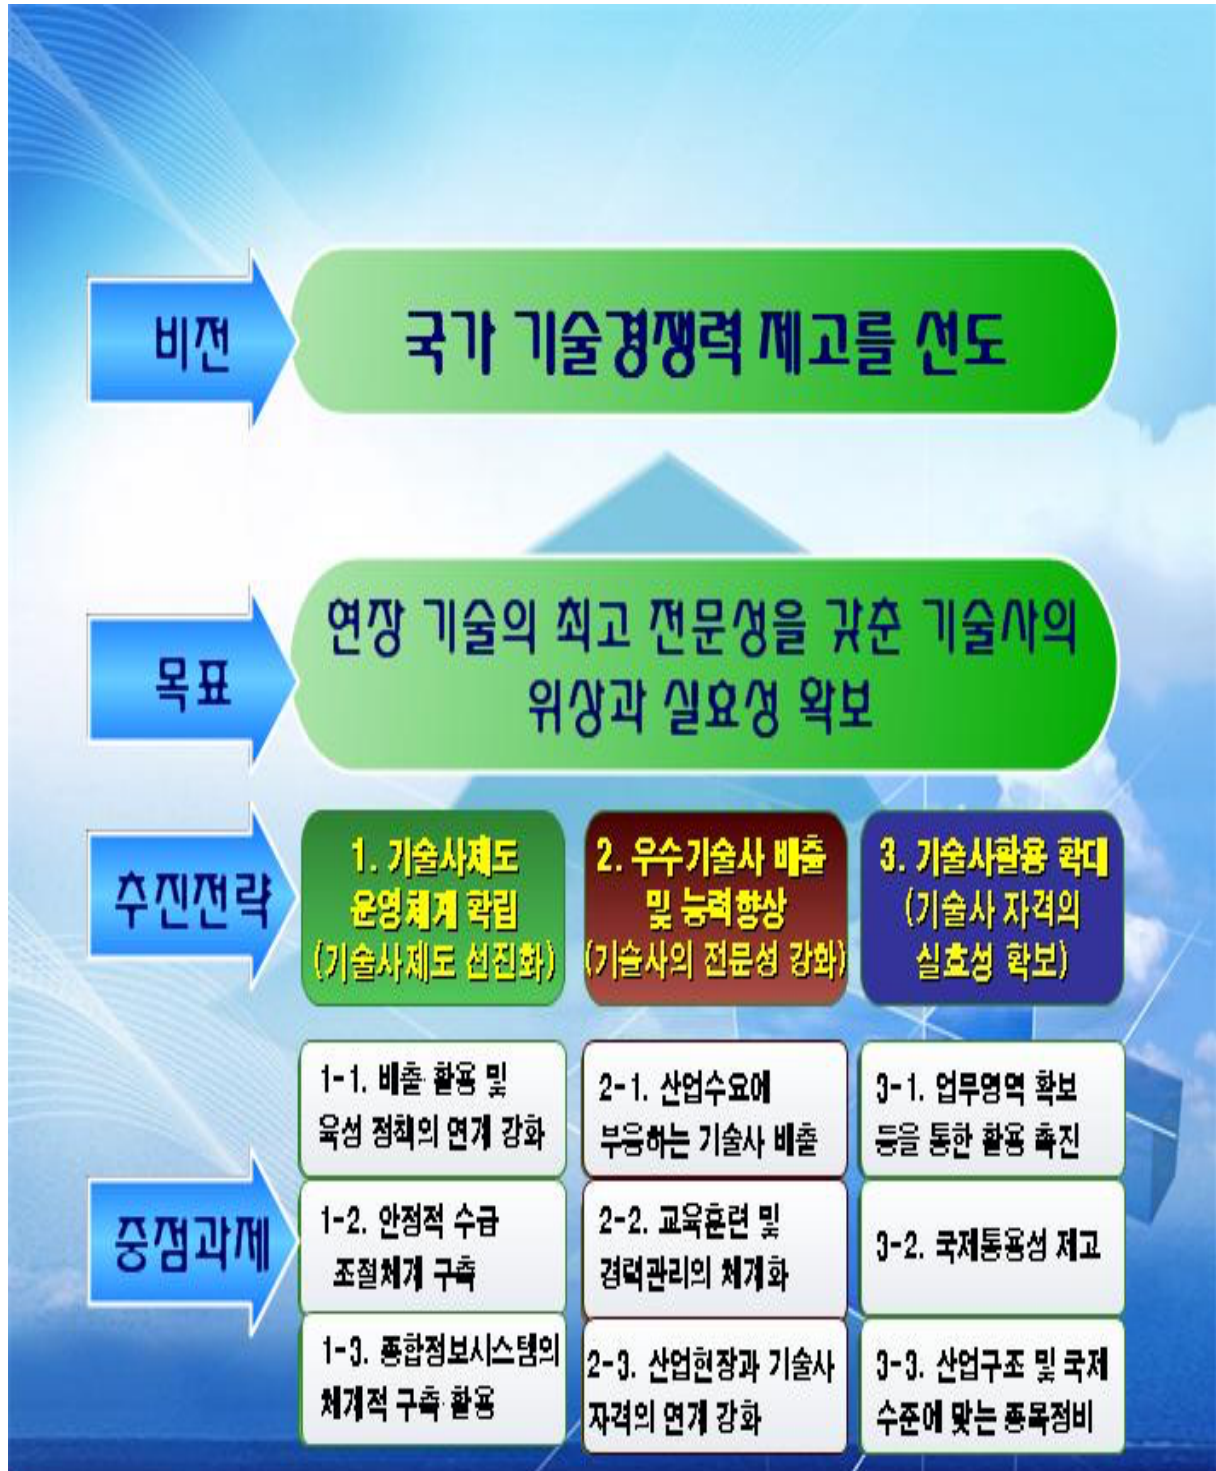 비전
국가 기술경쟁력 제고를 선도
목표
현장 기술의 최고 전문성을 갖춘 기술사의
위상과 실효성 확보
추진전략
1. 기술사제도
운영체계 확립
(기술사제도 선진화)
2. 우수기술사 배출
및 능력향상
(기술사의 전문성 강화)
3. 기술사활용 확대
(기술사 자격의
실효성 확보)
중점과제
1-1. 배출·활용 및
육성 정책의 연계 강화
1-2. 안정적 수급
조절체계 구축
1-3. 종합정보시스템의
체계적 구축·활용
2-1. 산업수요에
부응하는 기술사 배출
2-2. 교육훈련 및
경력관리의 체계화
2-3. 산업현장과 기술사
자격의 연계 강화
3-1. 업무영역 확보
등을 통한 활용 촉진
3-2. 국제통용성 제고
3-3. 산업구조 및 국제
수준에 맞는 종목정비